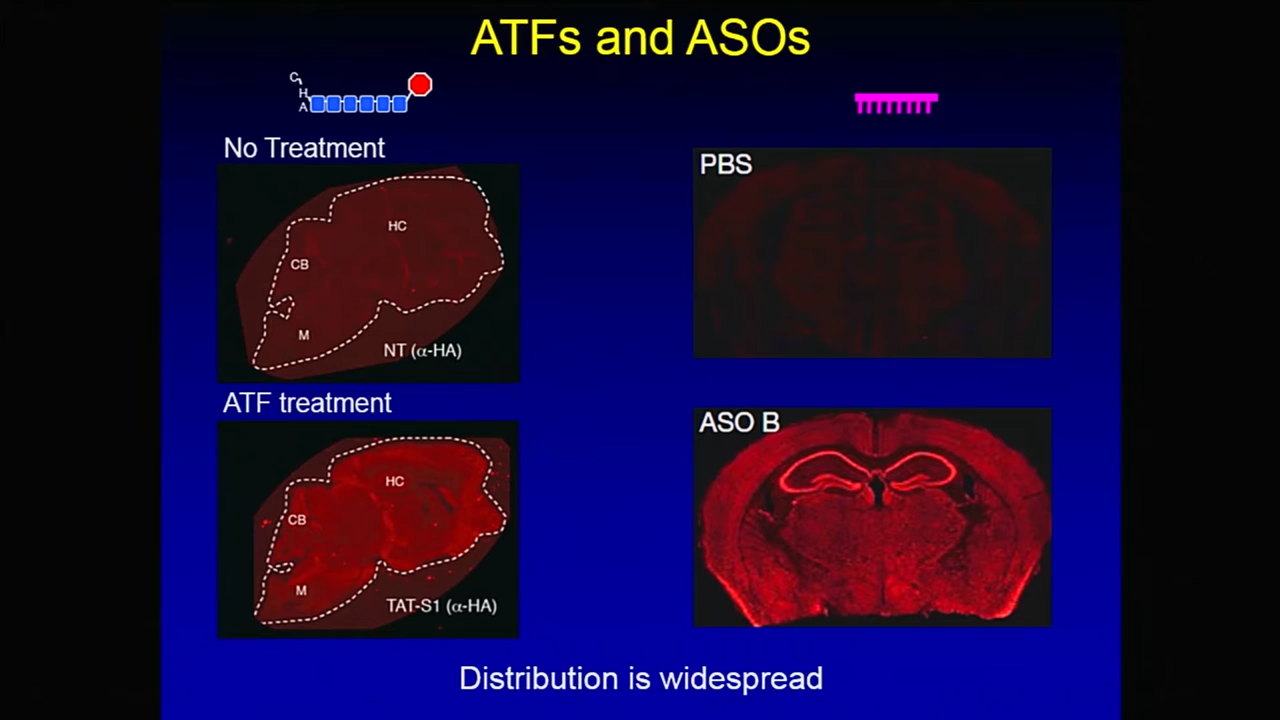 ATFs and ASOs
C
H
A
No Treatment
HC
CB
M
NT (α-HA)
ATF treatment
HC
CB
M
TAT-S1 (α-HA)
PBS
ASO B
Distribution is widespread